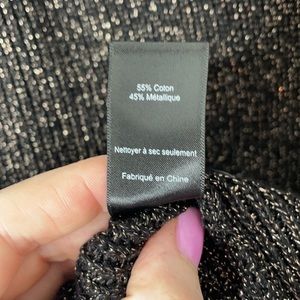 55% Coton
45% Métallique
Nettoyer à sec seulement
Fabriqué en Chine